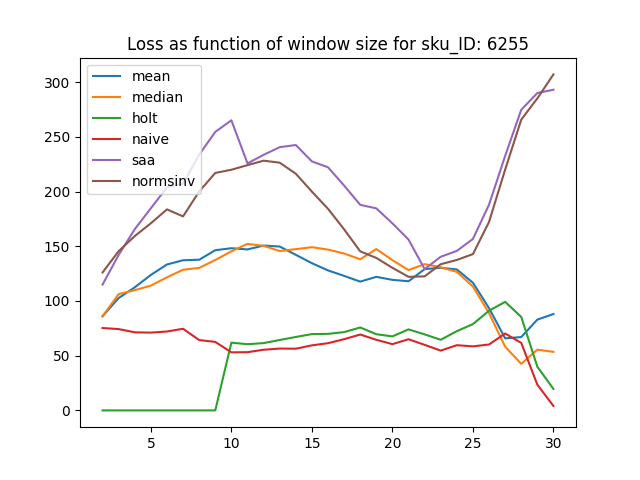 Loss as function of window size for sku_ID: 6255
mean
median
holt
naive
saa
normsinv
300
250
200
150
100
50
0
5 10 15 20 25 30